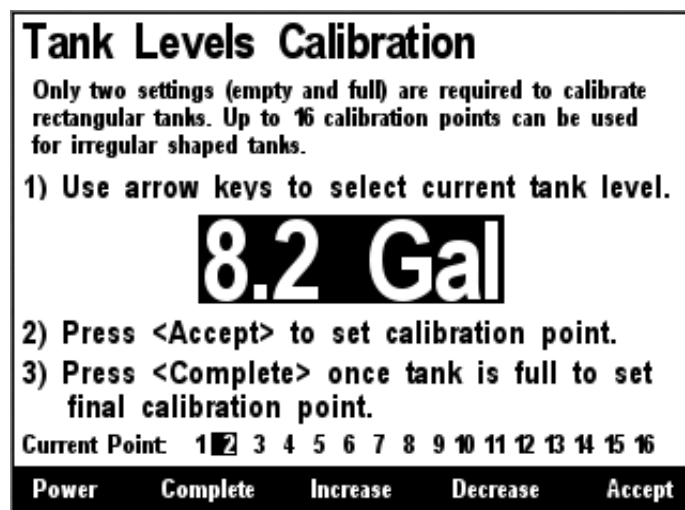 Tank Levels Calibration
Only two settings (empty and full) are required to calibrate
rectangular tanks. Up to 16 calibration points can be used
for irregular shaped tanks.
1) Use arrow keys to select current tank level.
8.2 Gal
2) Press <Accept> to set calibration point.
3) Press <Complete> once tank is full to set
final calibration point.
Current Point: 1 2 3 4 5 6 7 8 9 10 11 12 13 14 15 16
Power Complete Increase Decrease Accept